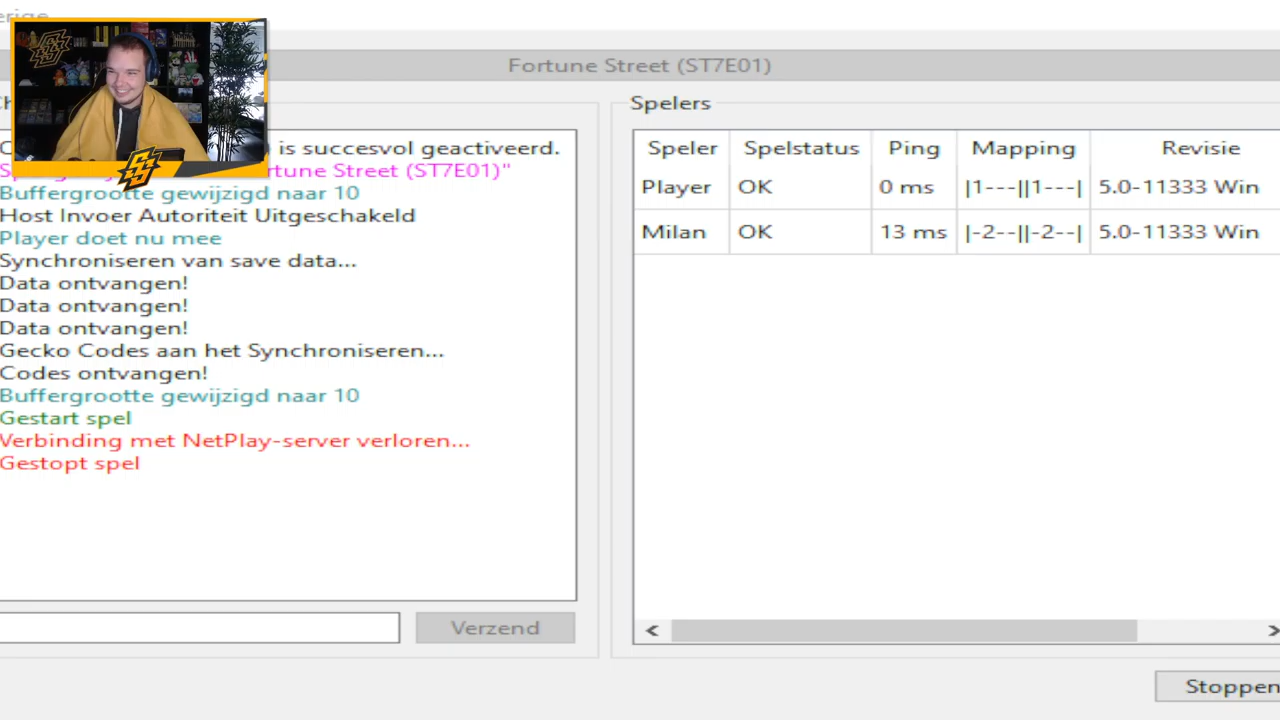 erige
Fortune Street (ST7E01)
Spelers
is succesvol geactiveerd.
rtune Street (ST7E01)"
Buffergrootte gewijzigd naar 10
Host Invoer Autoriteit Uitgeschakeld
Player doet nu mee
Synchroniseren van save data...
Data ontvangen!
Data ontvangen!
Data ontvangen!
Gecko Codes aan het Synchroniseren...
Codes ontvangen!
Buffergrootte gewijzigd naar 10
Gestart spel
Verbinding met NetPlay-server verloren...
Gestopt spel
Verzend
Speler Spelstatus Ping Mapping Revisie
Player OK 0 ms |1---||1---| 5.0-11333 Win
Milan OK 13 ms |-2--||-2--| 5.0-11333 Win
Stoppen